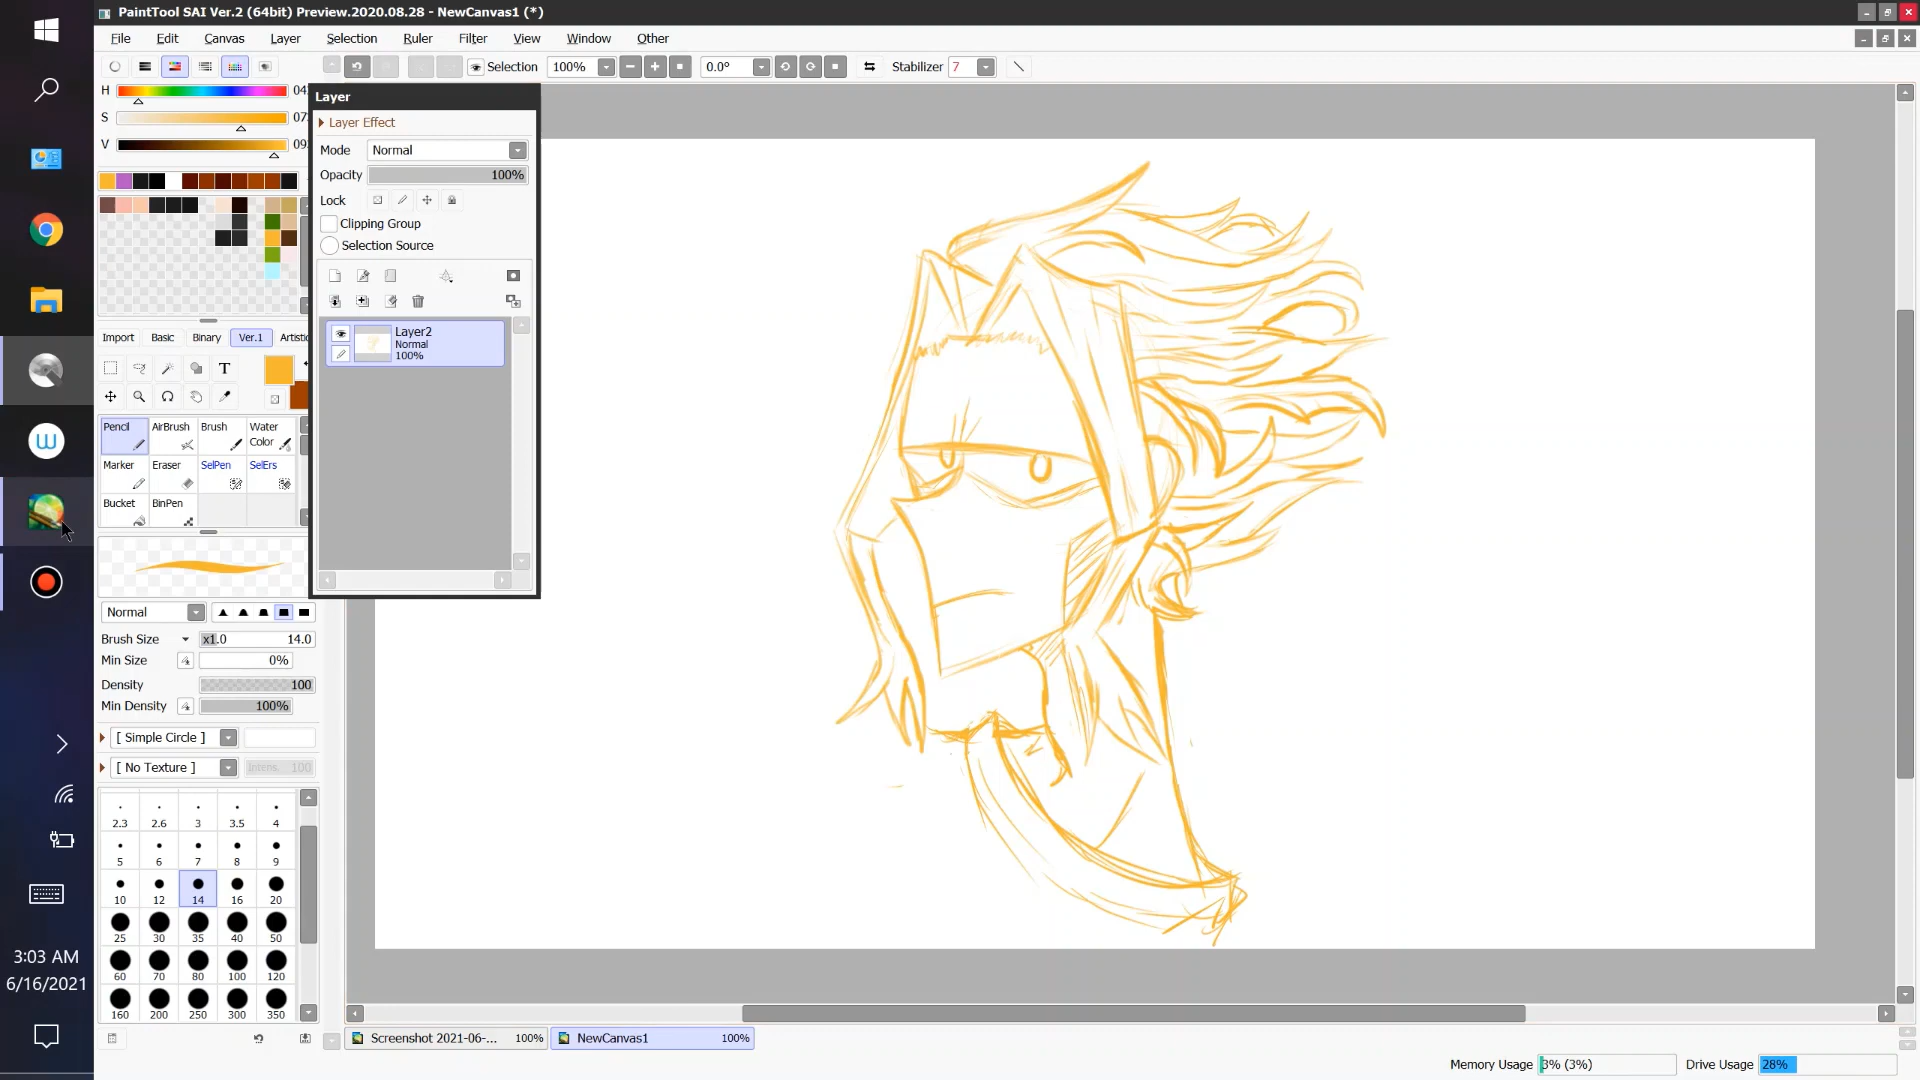 PaintTool SAI Ver.2 (64bit) Preview.2020.08.28 - NewCanvas1 (*)
File Edit Canvas Layer Selection Ruler Filter View Window Other
Selection 100% 0.0° Stabilizer 7
H
S
V
Layer
Layer Effect
Mode Normal
Opacity 100%
Lock
Clipping Group
Selection Source
Layer2
Normal
100%
Import Basic Binary Ver.1 Artistic
T
Pencil AirBrush Brush Water Color
Marker Eraser SelPen SelErs
Bucket BinPen
Normal
Brush Size x1.0 14.0
Min Size 0%
Density 100
Min Density 100%
[ Simple Circle ]
[ No Texture ] Intens. 100
2.3 2.6 3 3.5 4
5 6 7 8 9
10 12 14 16 20
25 30 35 40 50
60 70 80 100 120
160 200 250 300 350
3:03 AM
6/16/2021
Screenshot 2021-06-... 100% NewCanvas1 100%
Memory Usage 3% (3%) Drive Usage 28%